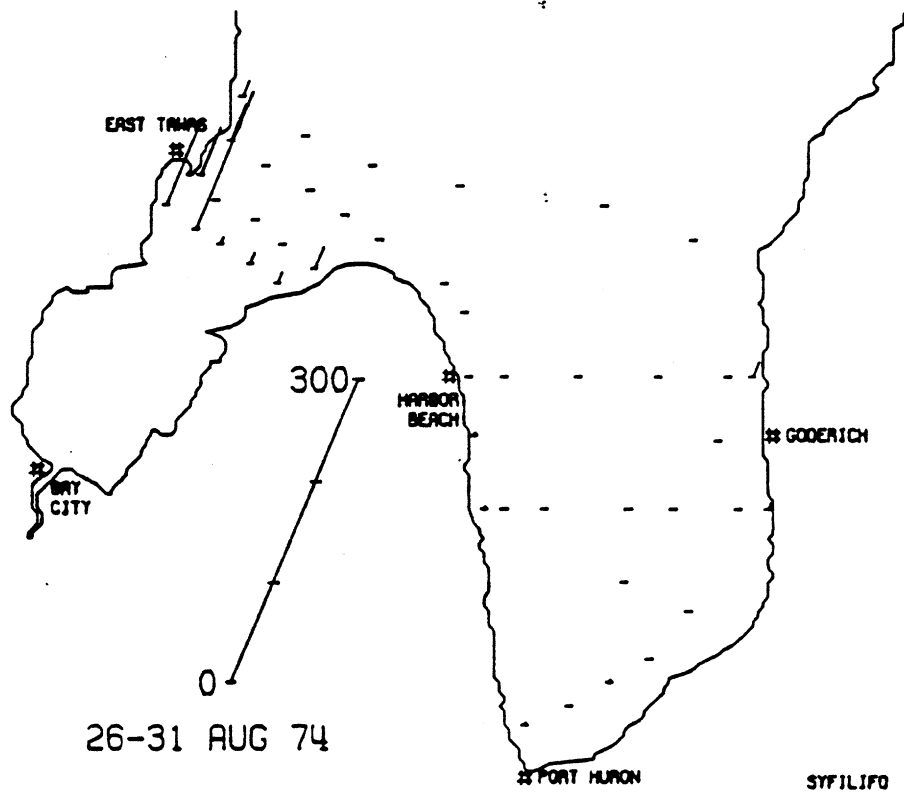 EAST TAWAS
300
HARBOR
BEACH
GODERICH
BAY
CITY
0
26-31 AUG 74
PORT HURON
SYFILIFO